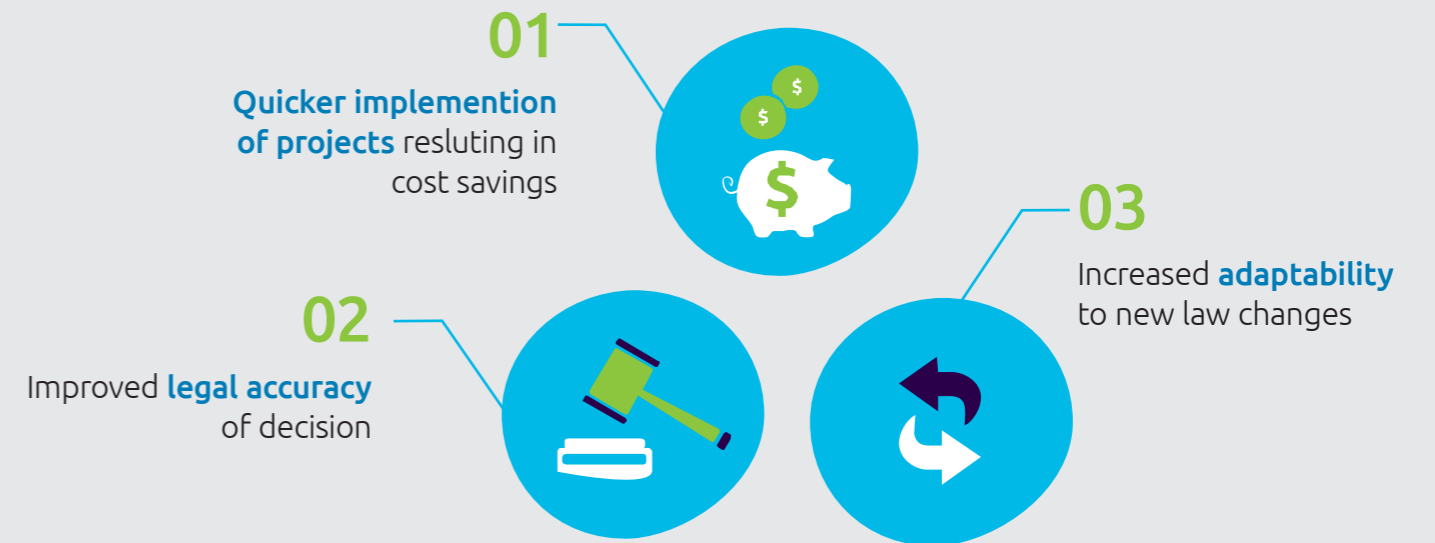 01
Quicker implemention
of projects resluting in
cost savings
$
$
$
02
Improved legal accuracy
of decision
03
Increased adaptability
to new law changes